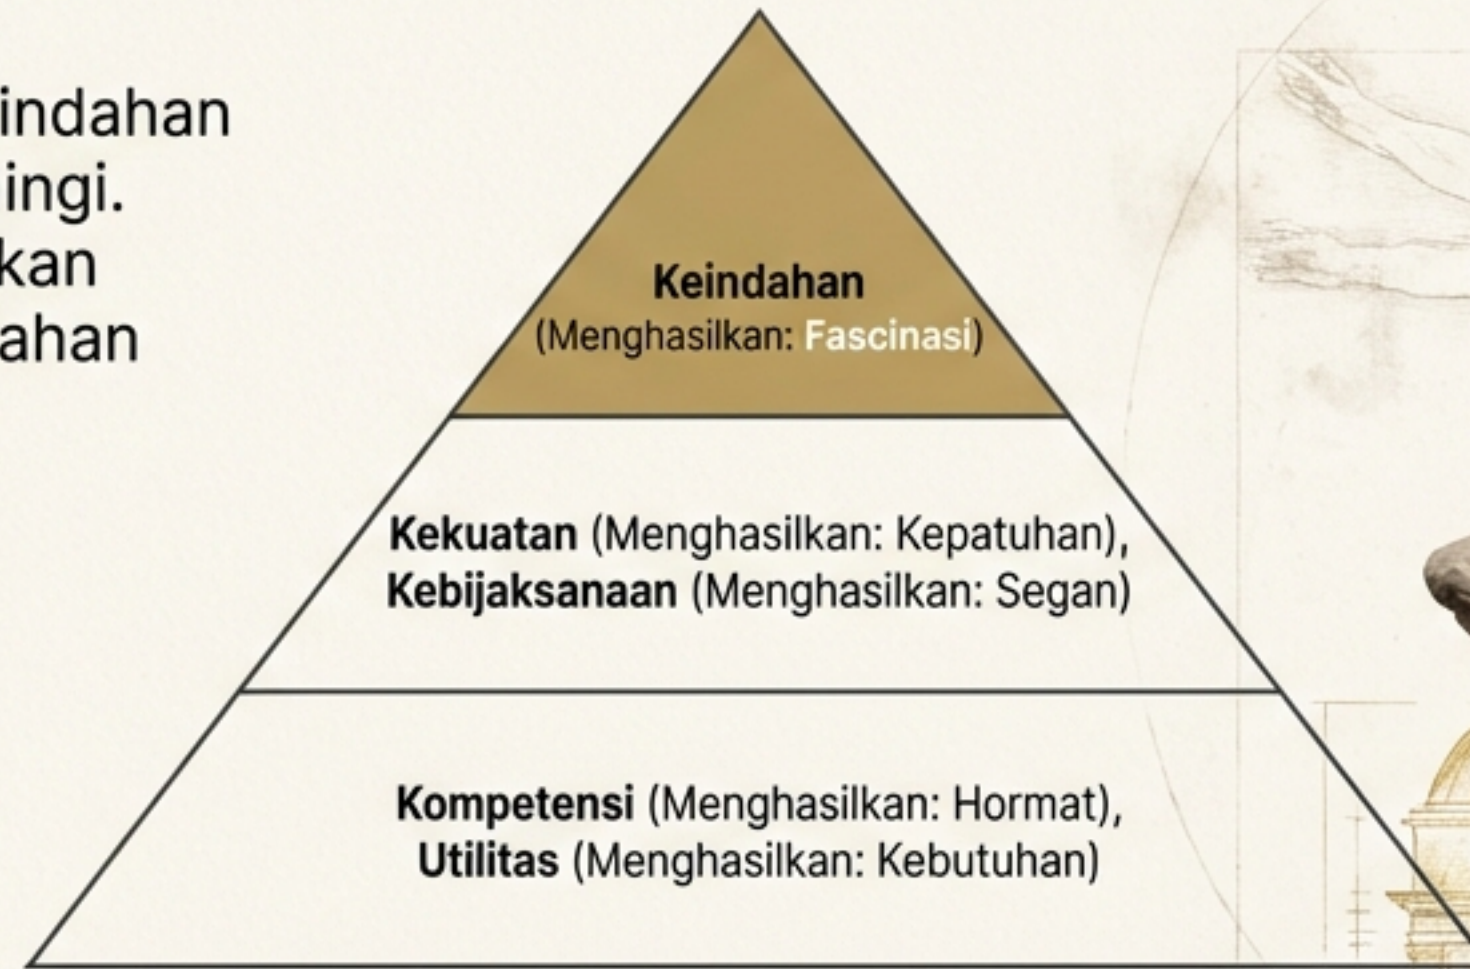 indahan
ingi.
kan
ahan
Keindahan
(Menghasilkan: Fascinasi)
Kekuatan (Menghasilkan: Kepatuhan),
Kebijaksanaan (Menghasilkan: Segan)
Kompetensi (Menghasilkan: Hormat),
Utilitas (Menghasilkan: Kebutuhan)